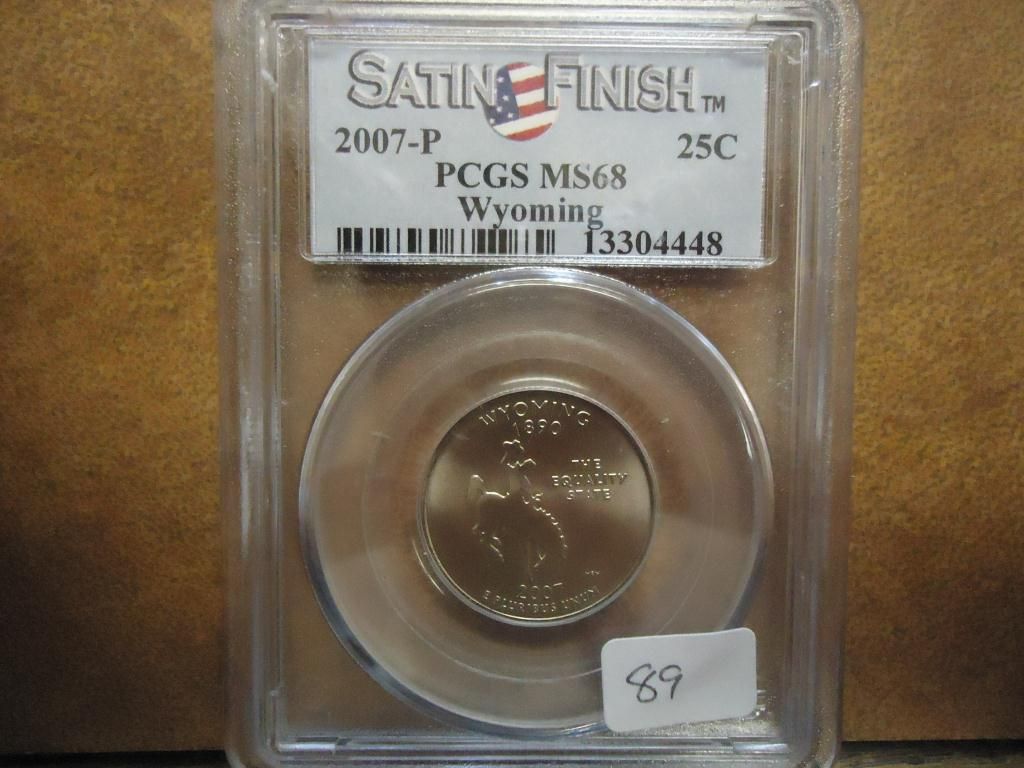 SATIN FINISH TM
2007-P 25C
PCGS MS68
Wyoming
13304448
WYOMING
1890
THE
EQUALITY
STATE
2007
E PLURIBUS UNUM
89